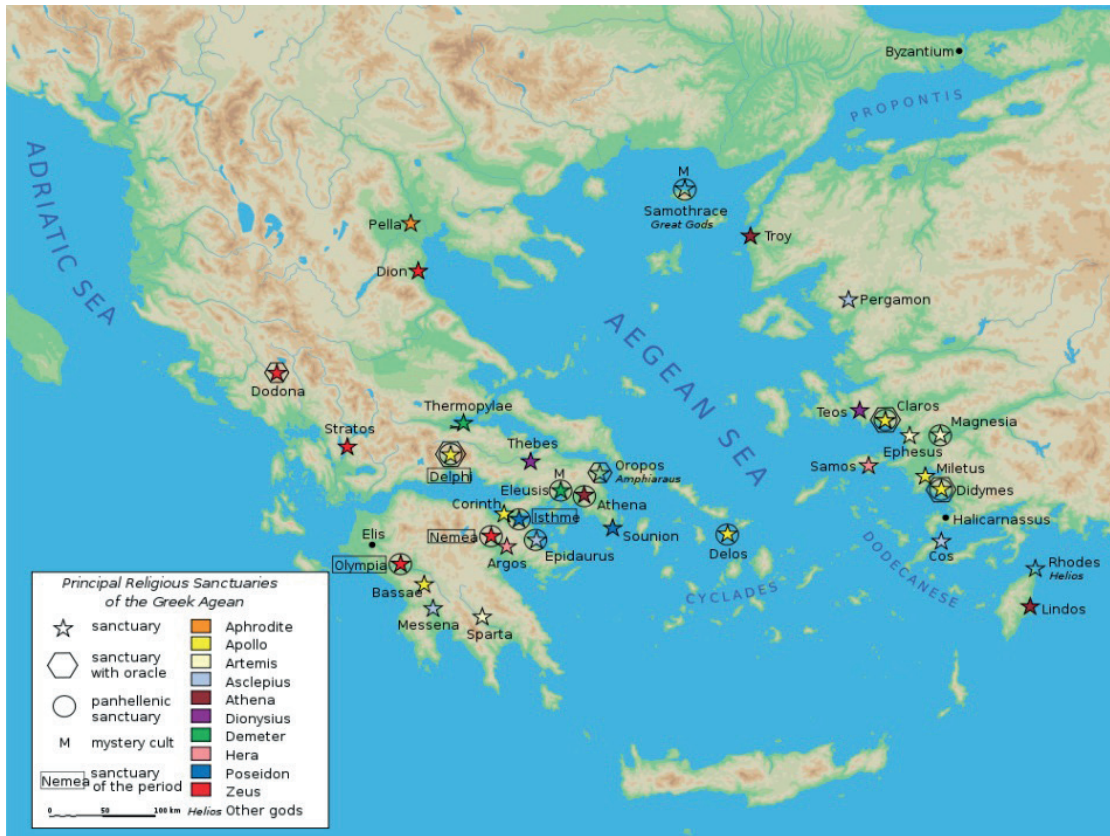 Byzantium
PROPONTIS
ADRIATIC SEA
M
Samothrace
Great Gods
Pella
Troy
Dion
Pergamon
AEGEAN SEA
Dodona
Thermopylae
Teos
Claros
Stratos
Magnesia
Thebes
Ephesus
Delphi
M
Oropos
Amphiaraus
Samos
Miletus
Eleusis
Didymes
Athena
Corinth
Isthme
Halicarnassus
Elis
Nemea
Sounion
Delos
Cos
Argos
Epidaurus
DODECANESE
Olympia
Rhodes
Helios
Bassae
CYCLADES
Messena
Sparta
Lindos
Principal Religious Sanctuaries
of the Greek Agean
sanctuary
sanctuary
with oracle
panhellenic
sanctuary
M mystery cult
Nemea sanctuary
of the period
0 50 100 km
Aphrodite
Apollo
Artemis
Asclepius
Athena
Dionysius
Demeter
Hera
Poseidon
Zeus
Helios Other gods